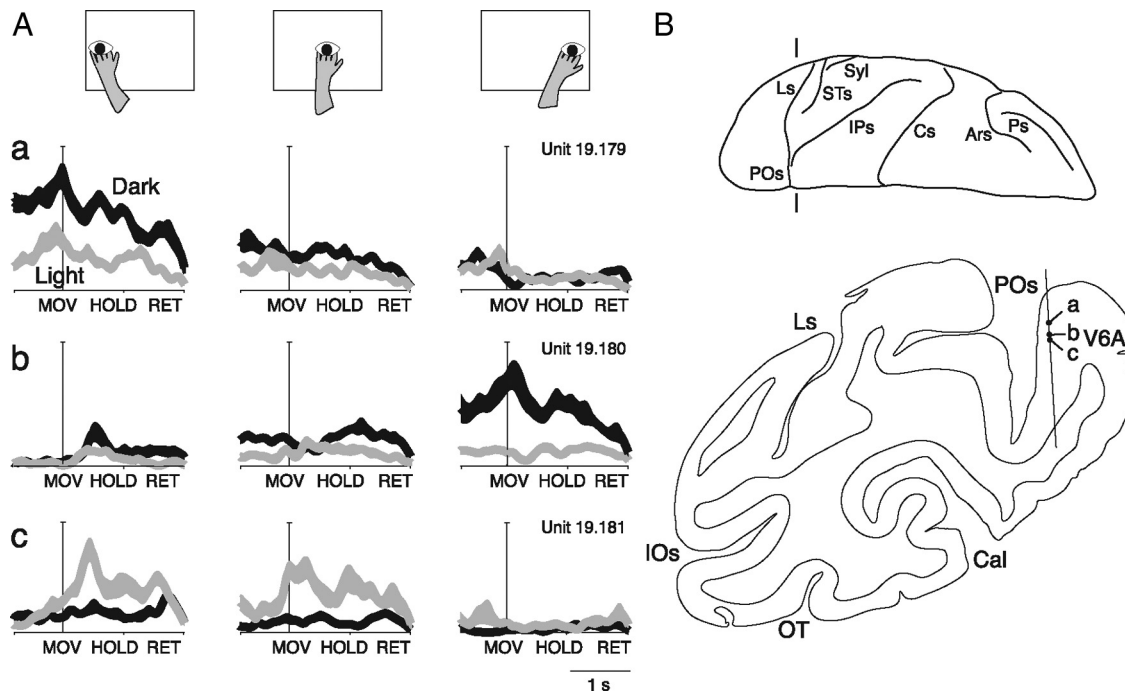 A
a
Unit 19.179
Dark
Light
MOV HOLD RET
MOV HOLD RET
MOV HOLD RET
b
Unit 19.180
MOV HOLD RET
MOV HOLD RET
MOV HOLD RET
c
Unit 19.181
MOV HOLD RET
MOV HOLD RET
MOV HOLD RET
1 s
B
Syl
Ls
STs
IPs
Cs
Ars
Ps
POs
POs
a
b
V6A
c
Ls
IOs
Cal
OT